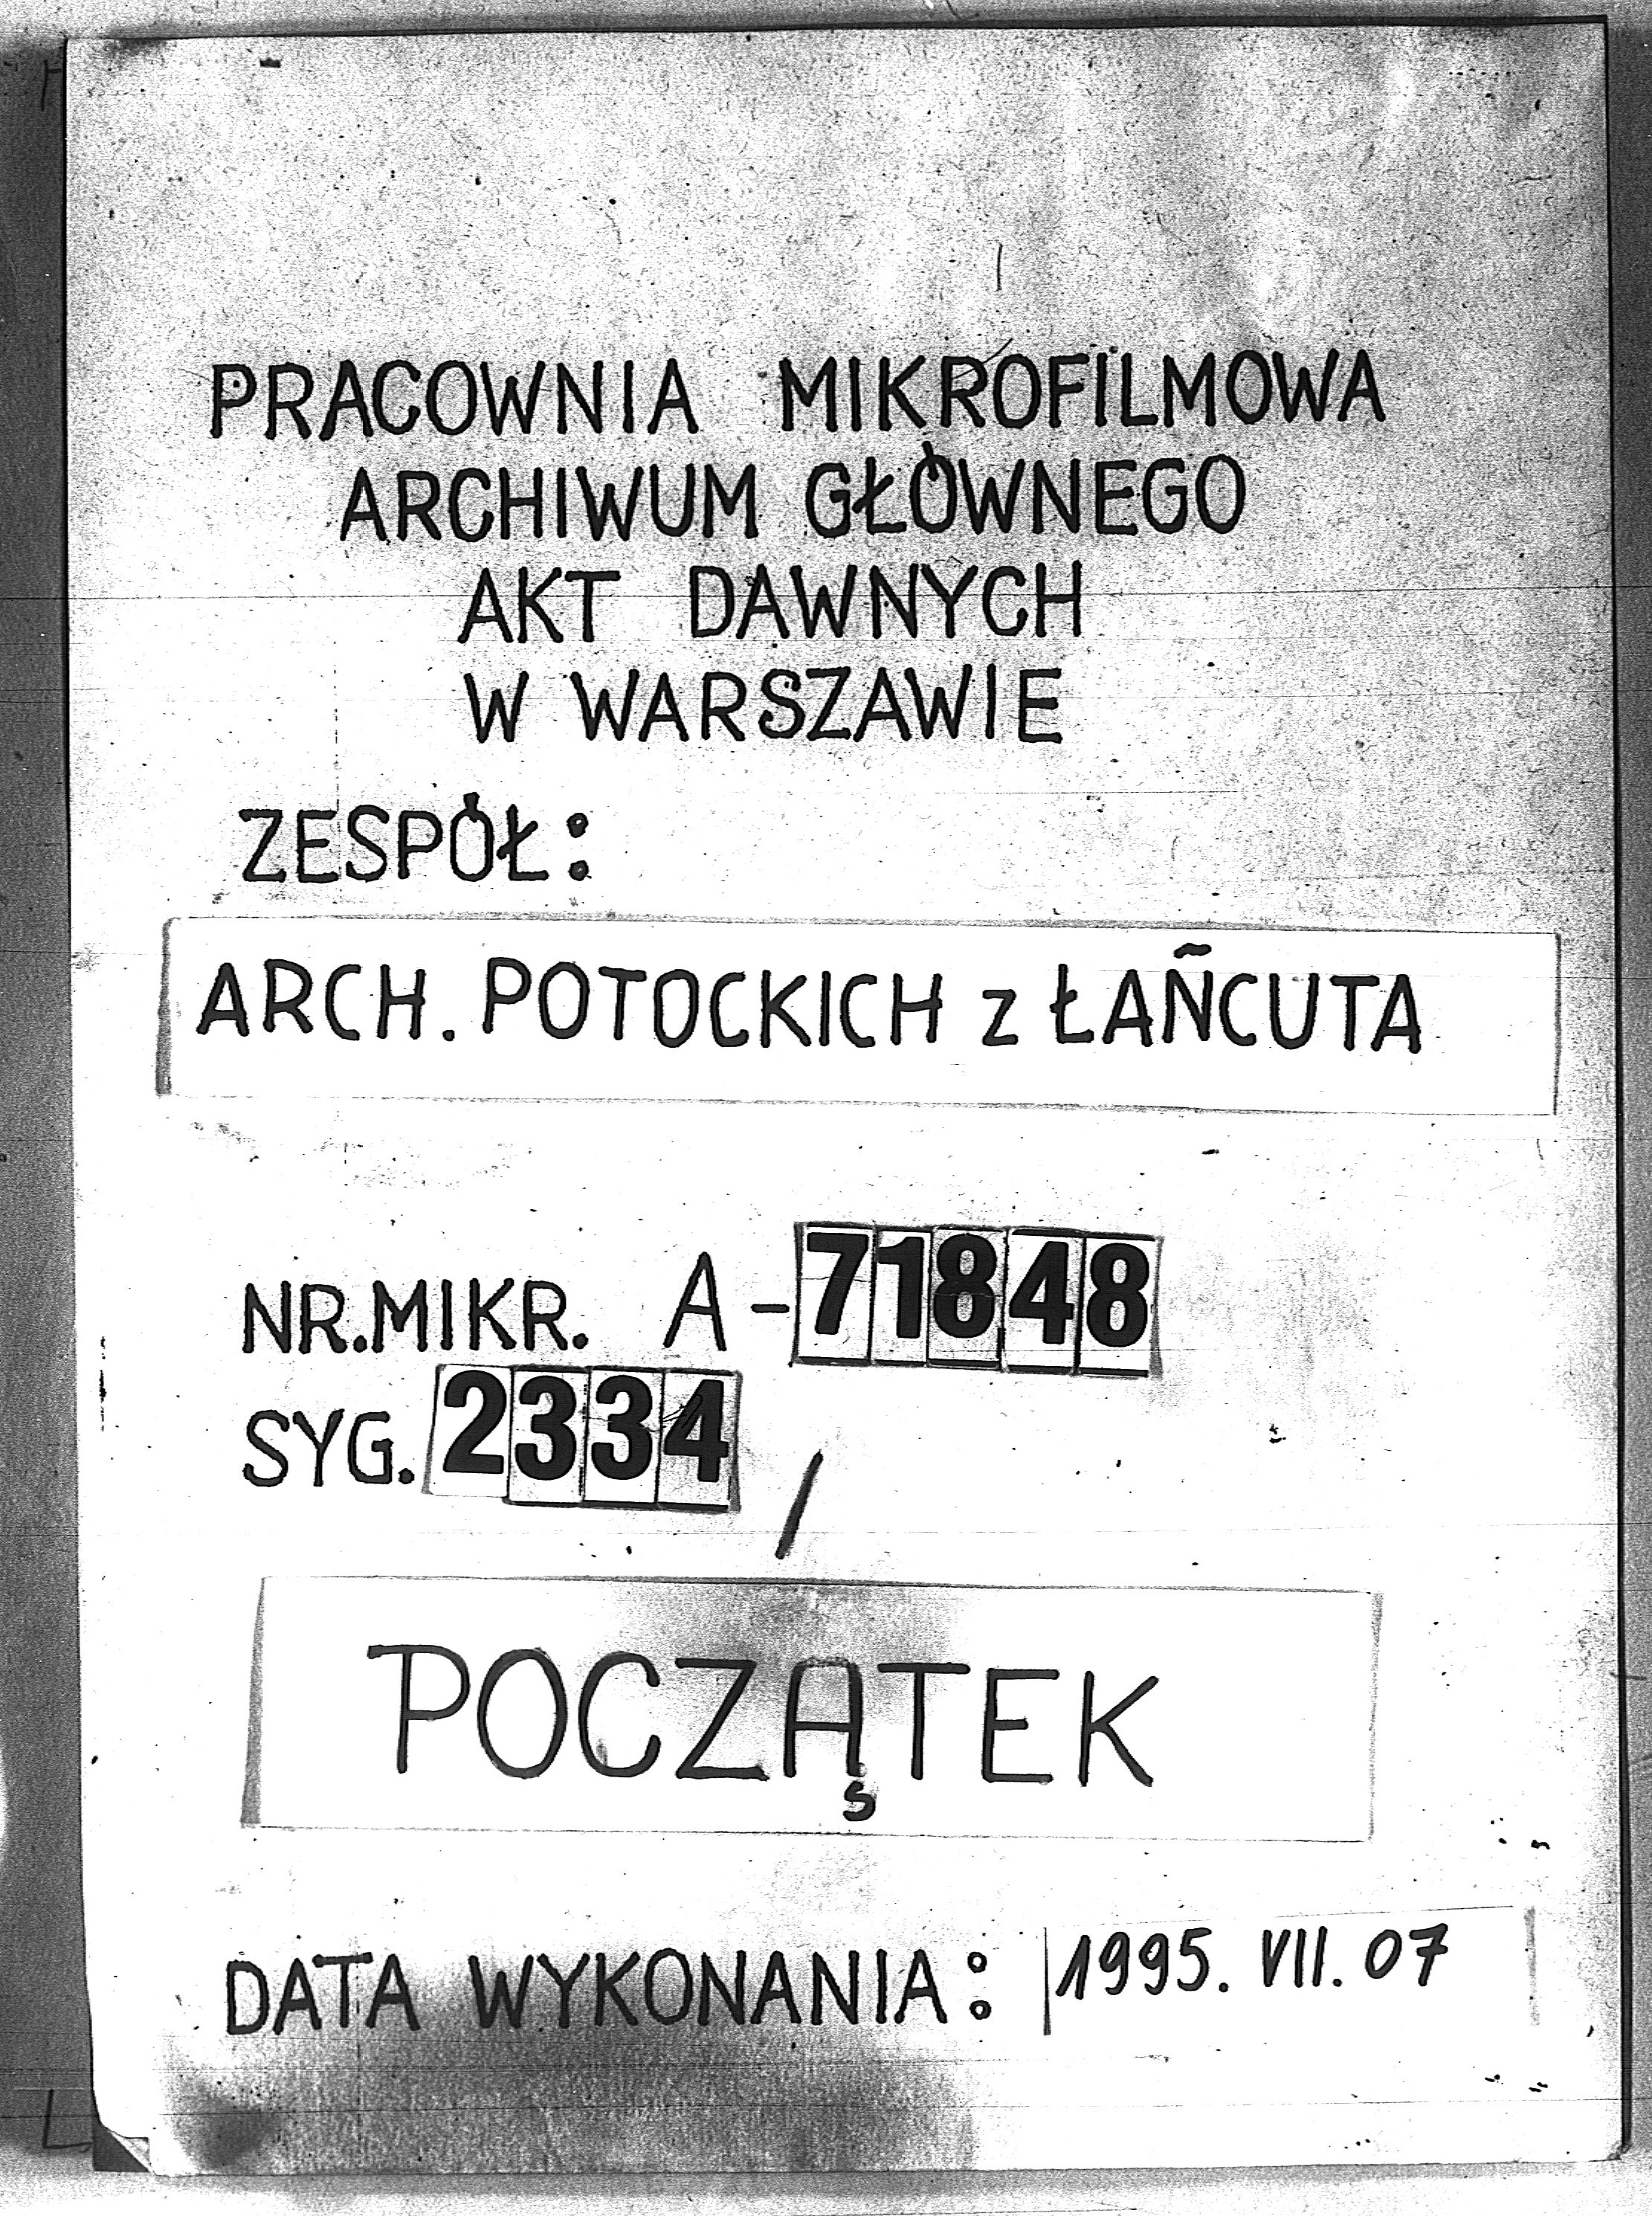 PRACOWNIA MIKROFILMOWA
ARCHIWUM GŁÓWNEGO
AKT DAWNYCH
W WARSZAWIE
ZESPÓŁ:
ARCH. POTOCKICH z ŁAŃCUTA
NR.MIKR. A-71848
SYG. 2334 /
POCZĄTEK
DATA WYKONANIA: 1995. VII. 07